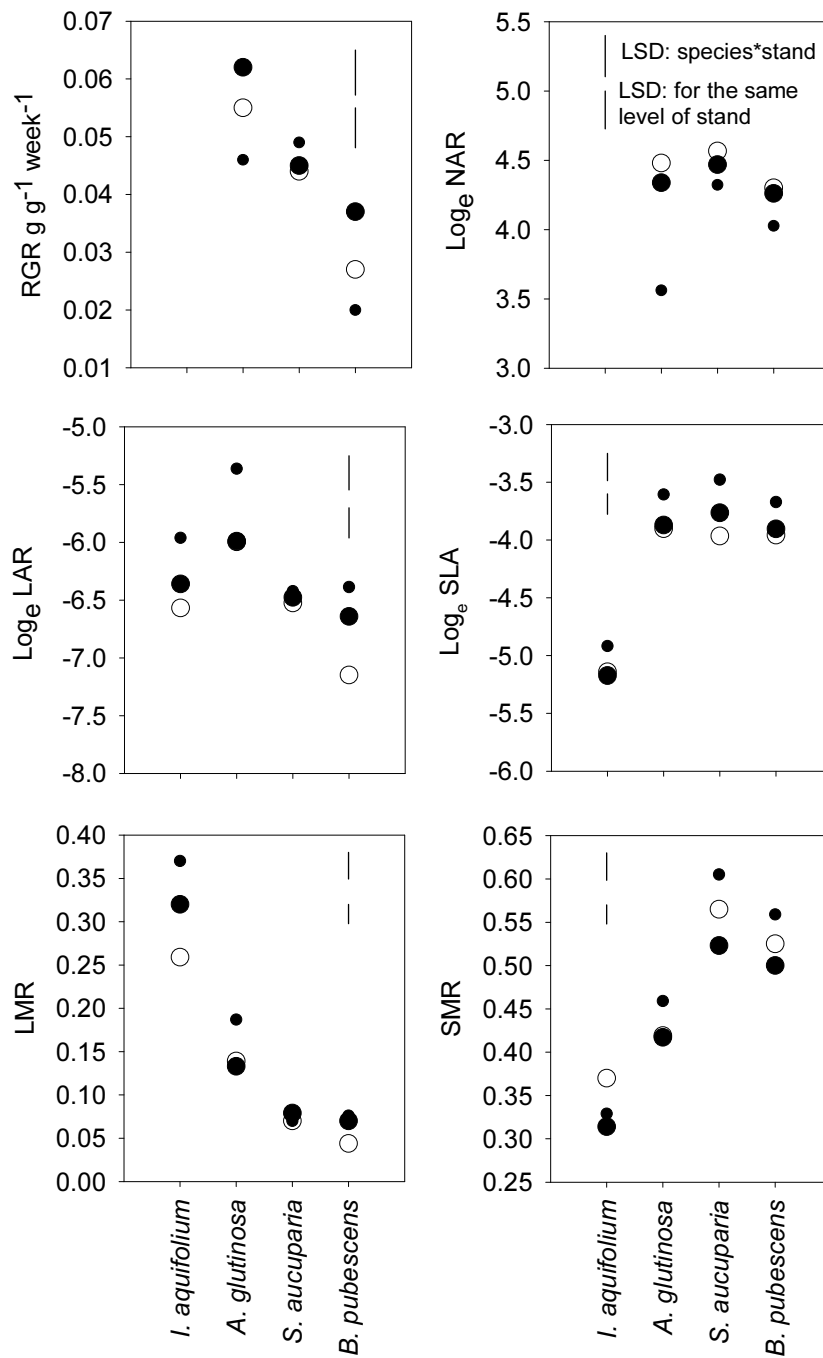 0.07
0.06
0.05
0.04
0.03
0.02
0.01
RGR g g-1 week-1
5.5
5.0
4.5
4.0
3.5
3.0
Loge NAR
LSD: species*stand
LSD: for the same
level of stand
-5.0
-5.5
-6.0
-6.5
-7.0
-7.5
-8.0
Loge LAR
-3.0
-3.5
-4.0
-4.5
-5.0
-5.5
-6.0
Loge SLA
0.40
0.35
0.30
0.25
0.20
0.15
0.10
0.05
0.00
LMR
I. aquifolium
A. glutinosa
S. aucuparia
B. pubescens
0.65
0.60
0.55
0.50
0.45
0.40
0.35
0.30
0.25
SMR
I. aquifolium
A. glutinosa
S. aucuparia
B. pubescens